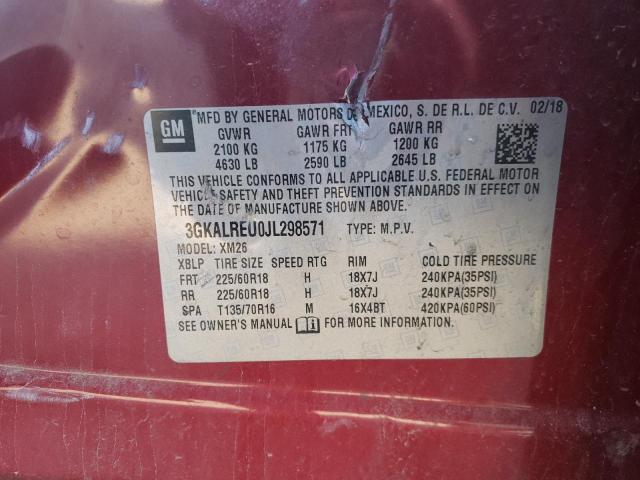 GM
MFD BY GENERAL MOTORS DE MEXICO, S. DE R.L. DE C.V. 02/18
GVWR GAWR FRT GAWR RR
2100 KG 1175 KG 1200 KG
4630 LB 2590 LB 2645 LB
THIS VEHICLE CONFORMS TO ALL APPLICABLE U.S. FEDERAL MOTOR
VEHICLE SAFETY AND THEFT PREVENTION STANDARDS IN EFFECT ON
THE DATE OF MANUFACTURE SHOWN ABOVE.
3GKALREU0JL298571 TYPE: M.P.V.
MODEL: XM26
XBLP TIRE SIZE SPEED RTG RIM COLD TIRE PRESSURE
FRT 225/60R18 H 18X7J 240KPA(35PSI)
RR 225/60R18 H 18X7J 240KPA(35PSI)
SPA T135/70R16 M 16X4BT 420KPA(60PSI)
SEE OWNER'S MANUAL FOR MORE INFORMATION.